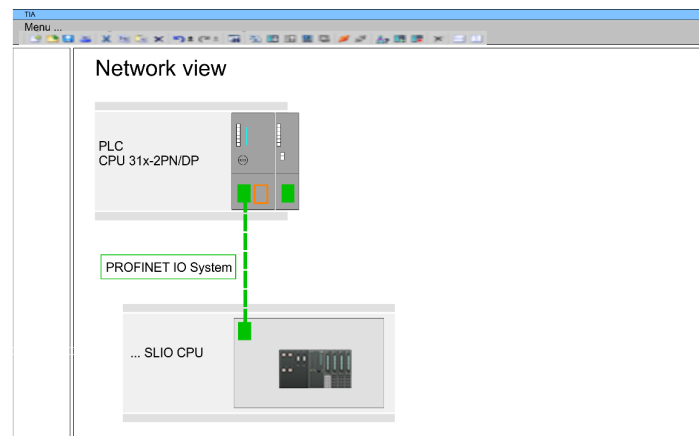 TIA
Menu ...
Network view
PLC
CPU 31x-2PN/DP
PROFINET IO System
... SLIO CPU